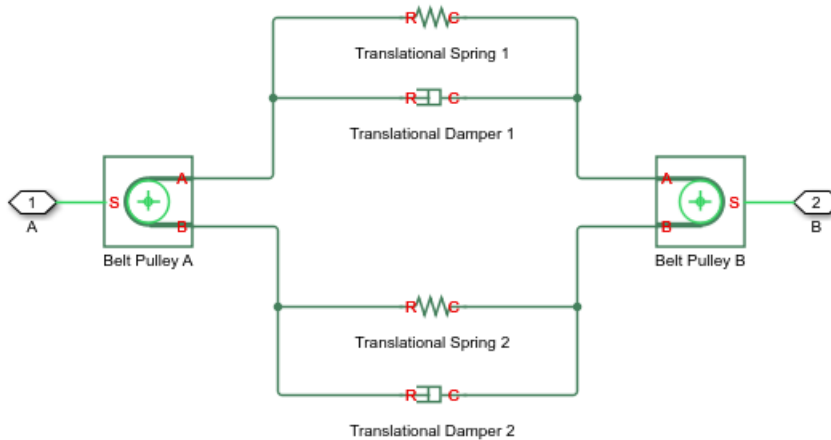 R C
Translational Spring 1
R C
Translational Damper 1
1
A
S
A
B
Belt Pulley A
A
B
S
Belt Pulley B
2
B
R C
Translational Spring 2
R C
Translational Damper 2